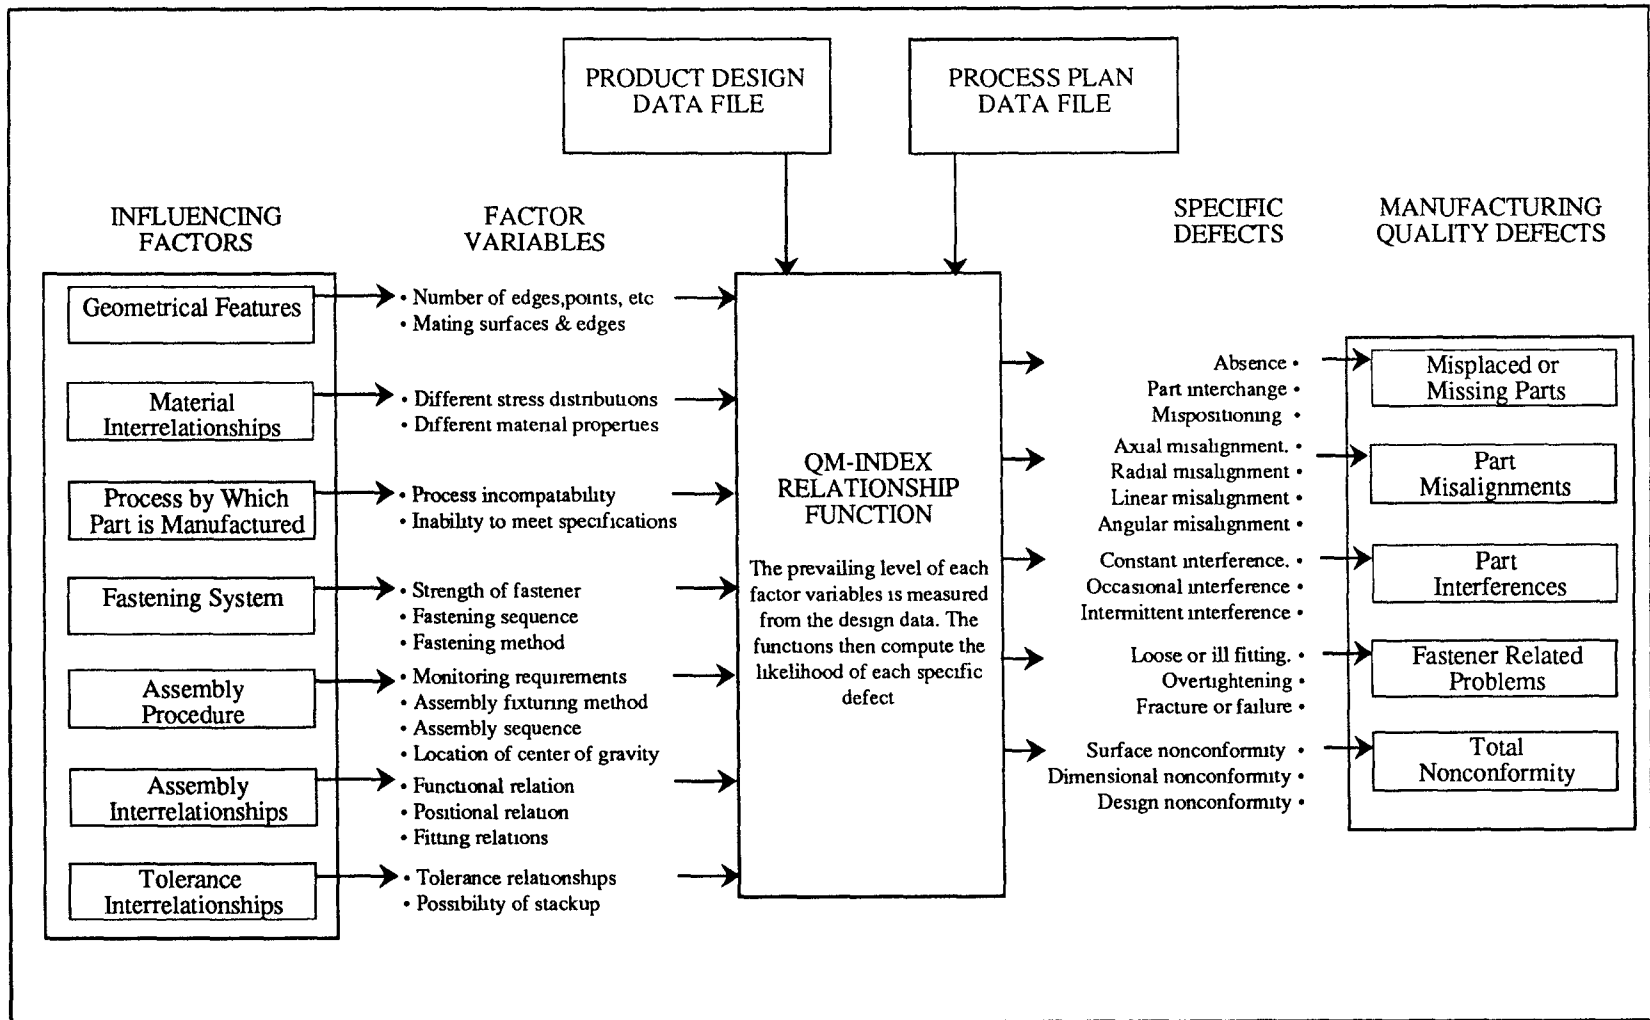 PRODUCT DESIGN
DATA FILE
PROCESS PLAN
DATA FILE
INFLUENCING
FACTORS
FACTOR
VARIABLES
SPECIFIC
DEFECTS
MANUFACTURING
QUALITY DEFECTS
Geometrical Features
Material
Interrelationships
Process by Which
Part is Manufactured
Fastening System
Assembly
Procedure
Assembly
Interrelationships
Tolerance
Interrelationships
• Number of edges,points, etc
• Mating surfaces & edges
• Different stress distributions
• Different material properties
• Process incompatability
• Inability to meet specifications
• Strength of fastener
• Fastening sequence
• Fastening method
• Monitoring requirements
• Assembly fixturing method
• Assembly sequence
• Location of center of gravity
• Functional relation
• Positional relation
• Fitting relations
• Tolerance relationships
• Possibility of stackup
QM-INDEX
RELATIONSHIP
FUNCTION
The prevailing level of each
factor variables is measured
from the design data. The
functions then compute the
likelihood of each specific
defect
Absence •
Part interchange •
Mispositioning •
Axial misalignment. •
Radial misalignment •
Linear misalignment •
Angular misalignment •
Constant interference. •
Occasional interference •
Intermittent interference •
Loose or ill fitting. •
Overtightening •
Fracture or failure •
Surface nonconformity •
Dimensional nonconformity •
Design nonconformity •
Misplaced or
Missing Parts
Part
Misalignments
Part
Interferences
Fastener Related
Problems
Total
Nonconformity